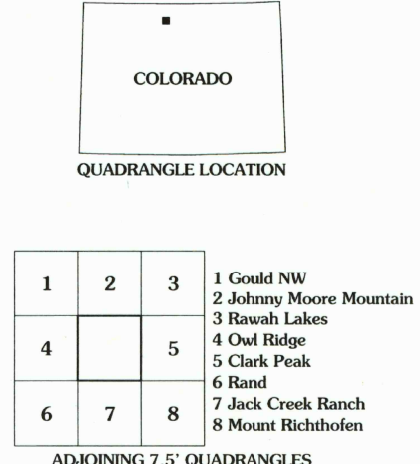 COLORADO
QUADRANGLE LOCATION
1 2 3
4 5
6 7 8
1 Gould NW
2 Johnny Moore Mountain
3 Rawah Lakes
4 Owl Ridge
5 Clark Peak
6 Rand
7 Jack Creek Ranch
8 Mount Richthofen
ADJOINING 7.5' QUADRANGLES